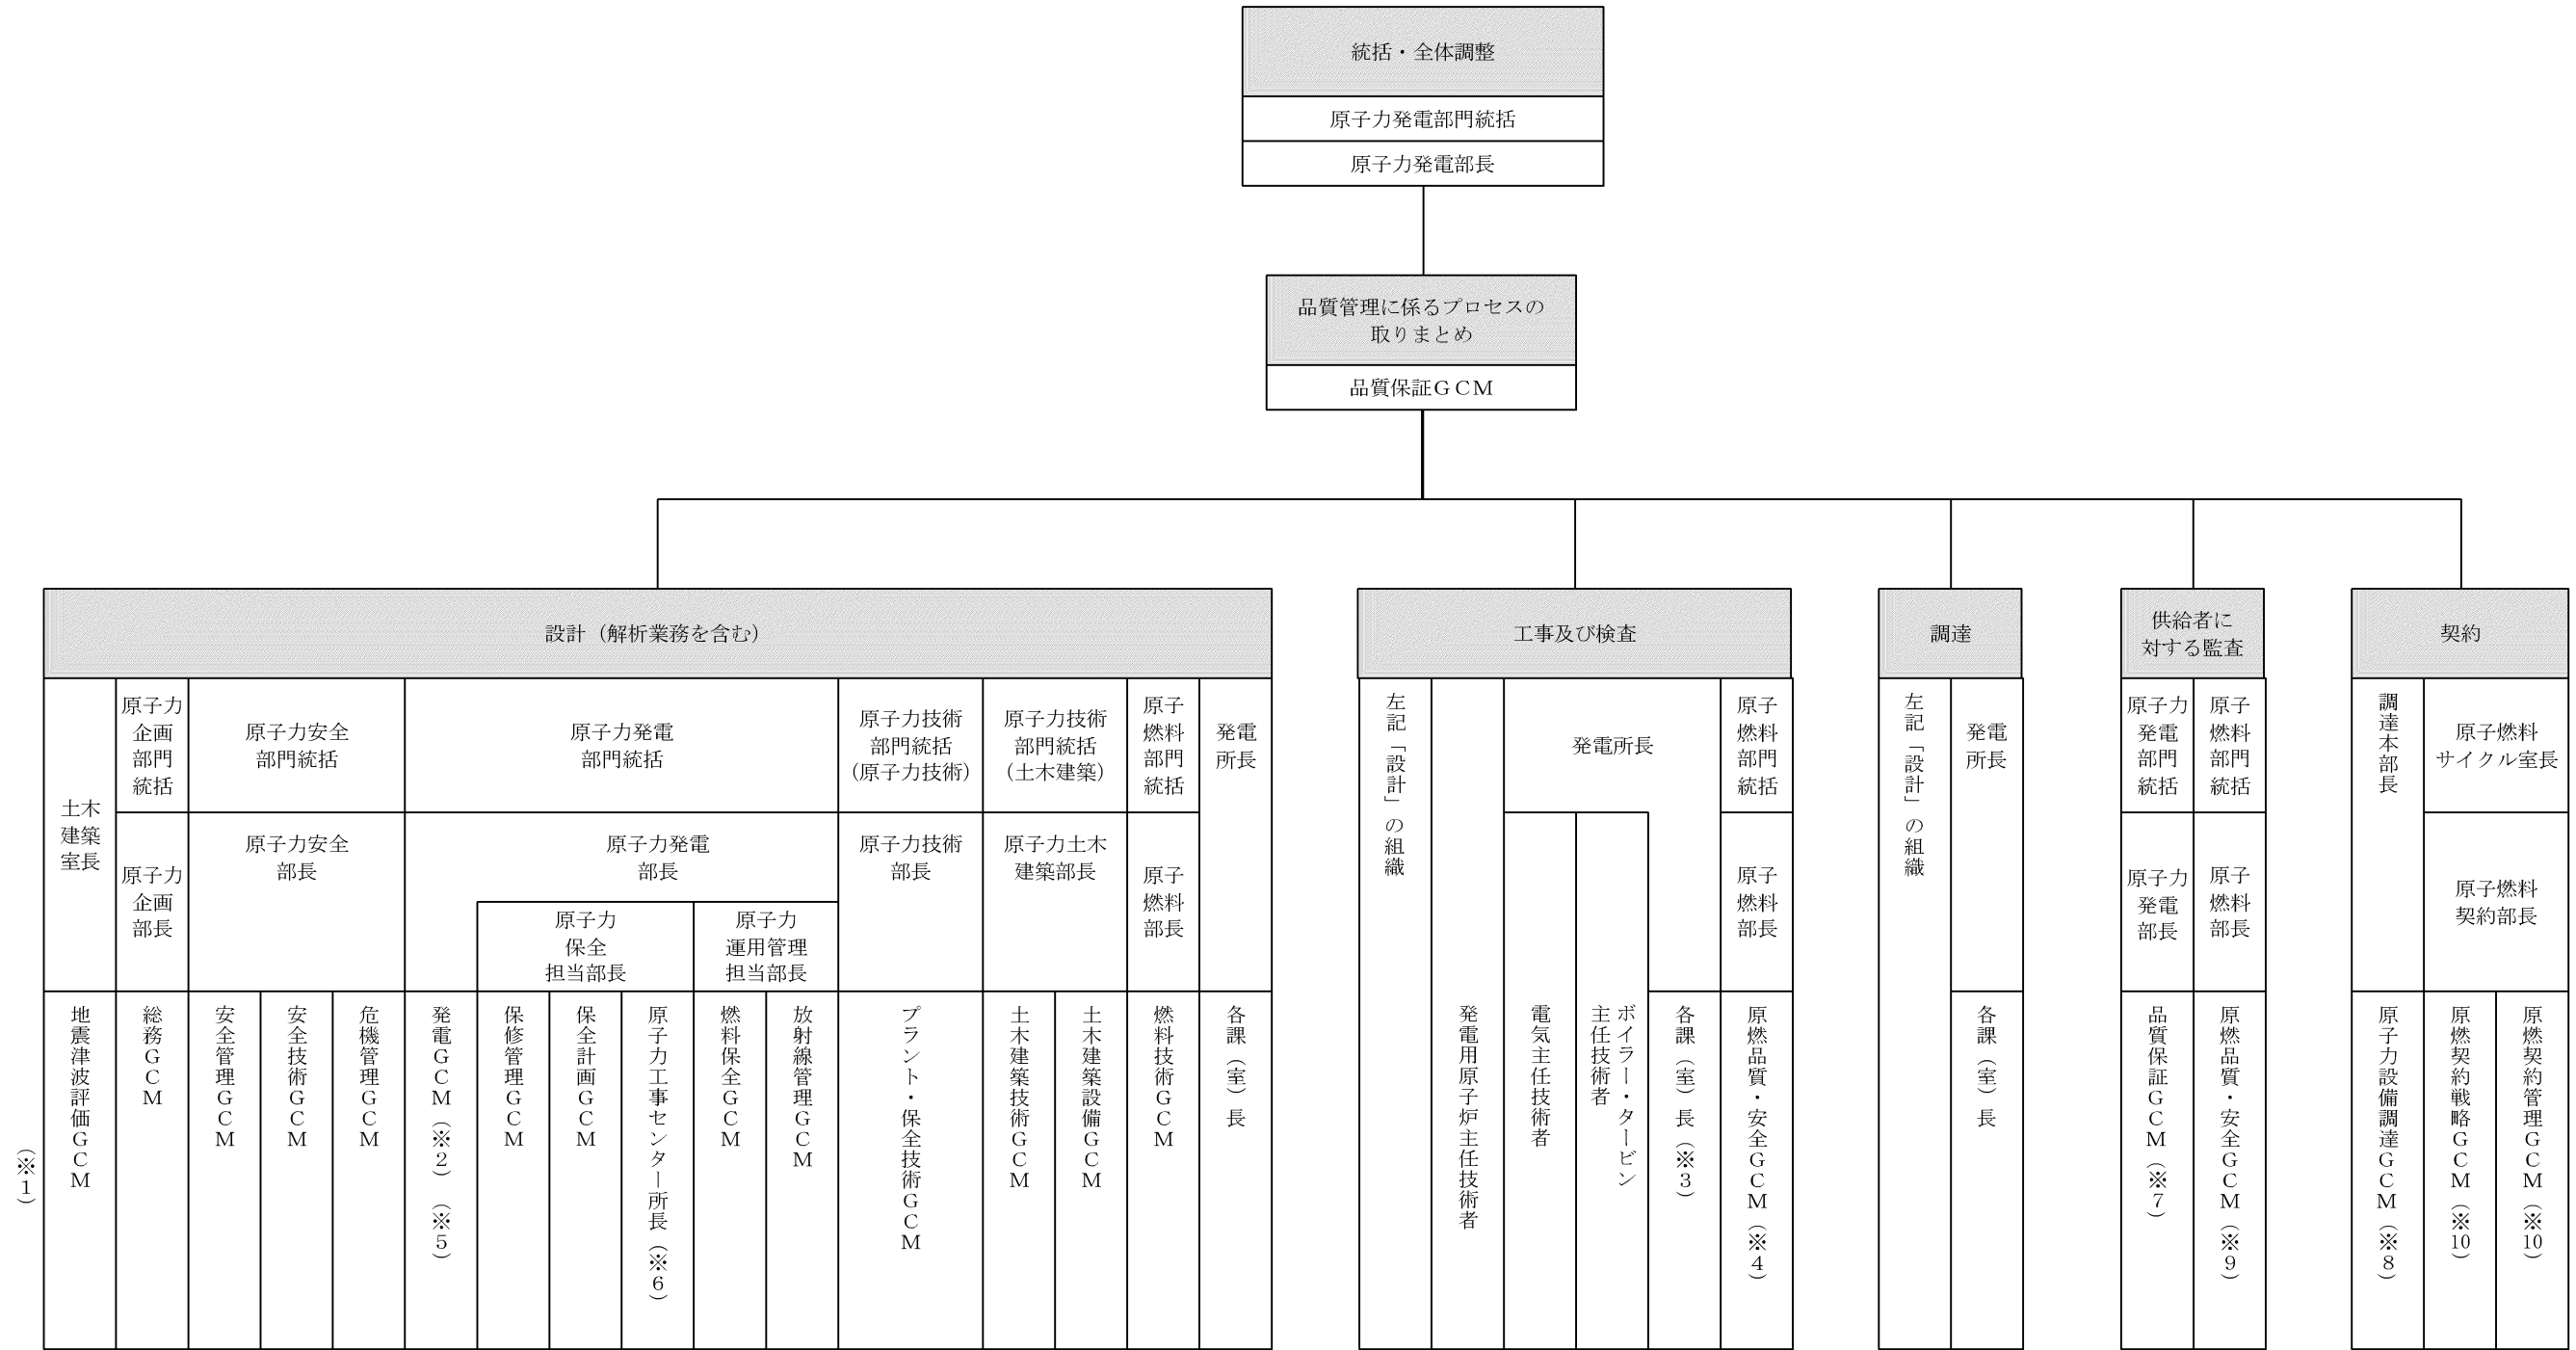 統括・全体調整
原子力発電部門統括
原子力発電部長
品質管理に係るプロセスの
取りまとめ
品質保証ＧＣＭ
設計（解析業務を含む）
土木
建築
室長
原子力
企画
部門
統括
原子力安全
部門統括
原子力発電
部門統括
原子力技術
部門統括
（原子力技術）
原子力技術
部門統括
（土木建築）
原子
燃料
部門
統括
発電
所長
原子力
企画
部長
原子力安全
部長
原子力発電
部長
原子力
保全
担当部長
原子力
運用管理
担当部長
原子力技術
部長
原子力土木
建築部長
原子
燃料
部長
（※１）
地震津波評価ＧＣＭ
総務ＧＣＭ
安全管理ＧＣＭ
安全技術ＧＣＭ
危機管理ＧＣＭ
発電ＧＣＭ（※２）（※５）
保修管理ＧＣＭ
保全計画ＧＣＭ
原子力工事センター所長（※６）
燃料保全ＧＣＭ
放射線管理ＧＣＭ
プラント・保全技術ＧＣＭ
土木建築技術ＧＣＭ
土木建築設備ＧＣＭ
燃料技術ＧＣＭ
各課（室）長
工事及び検査
左記「設計」の組織
発電用原子炉主任技術者
発電所長
電気主任技術者
ボイラー・タービン
主任技術者
各課（室）長（※３）
原子
燃料
部門
統括
原子
燃料
部長
原燃品質・安全ＧＣＭ（※４）
調達
左記「設計」の組織
発電
所長
各課（室）長
供給者に
対する監査
原子力
発電
部門
統括
原子
燃料
部門
統括
原子力
発電
部長
原子
燃料
部長
品質保証ＧＣＭ（※７）
原燃品質・安全ＧＣＭ（※９）
契約
調達本部長
原子燃料
サイクル室長
原子燃料
契約部長
原子力設備調達ＧＣＭ（※８）
原燃契約戦略ＧＣＭ（※10）
原燃契約管理ＧＣＭ（※10）